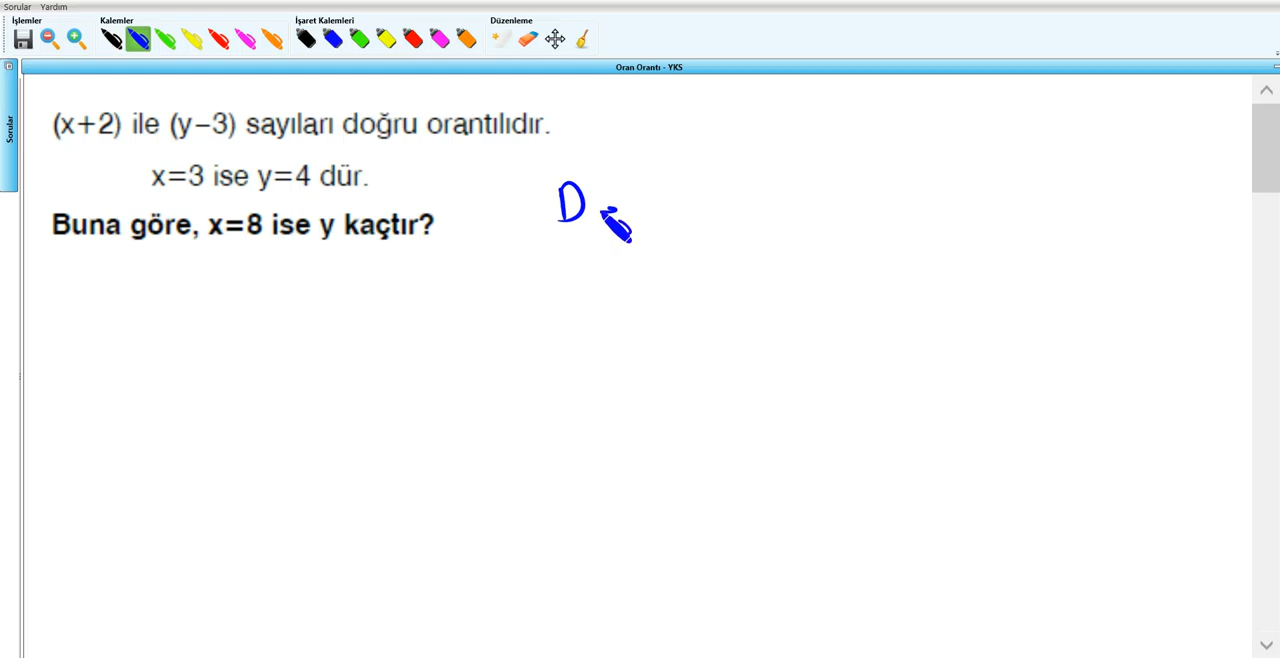 Sorular Yardım
İşlemler Kalemler İşaret Kalemleri Düzenleme
Oran Orantı - YKS
Sorular
(x+2) ile (y−3) sayıları doğru orantılıdır.
x=3 ise y=4 dür.
Buna göre, x=8 ise y kaçtır?
D